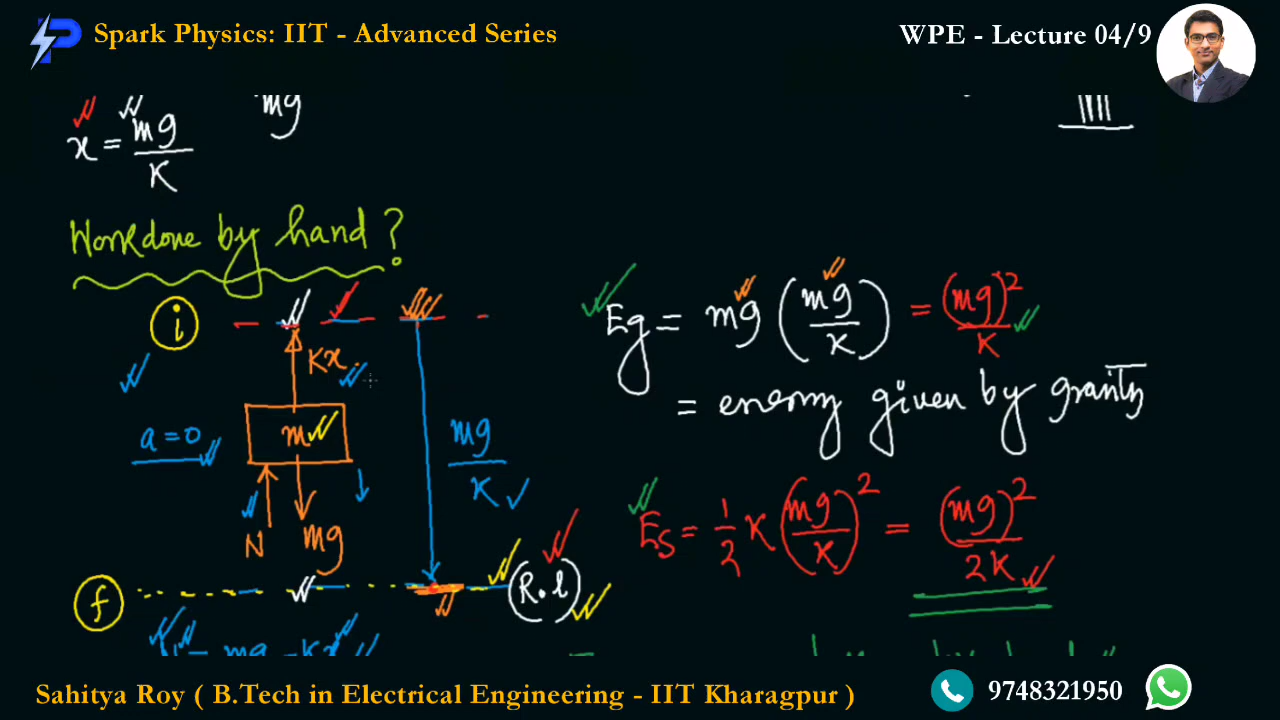 Spark Physics: IIT - Advanced Series
WPE - Lecture 04/9
x = mg/K
mg
Workdone by hand?
i
Kx
m
a = 0
N
mg
mg/K
f
R.l
N = mg - Kx
Eg = mg (mg/K) = (mg)²/K
= energy given by gravity
Es = 1/2 K (mg/K)² = (mg)²/2K
Sahitya Roy ( B.Tech in Electrical Engineering - IIT Kharagpur )
9748321950